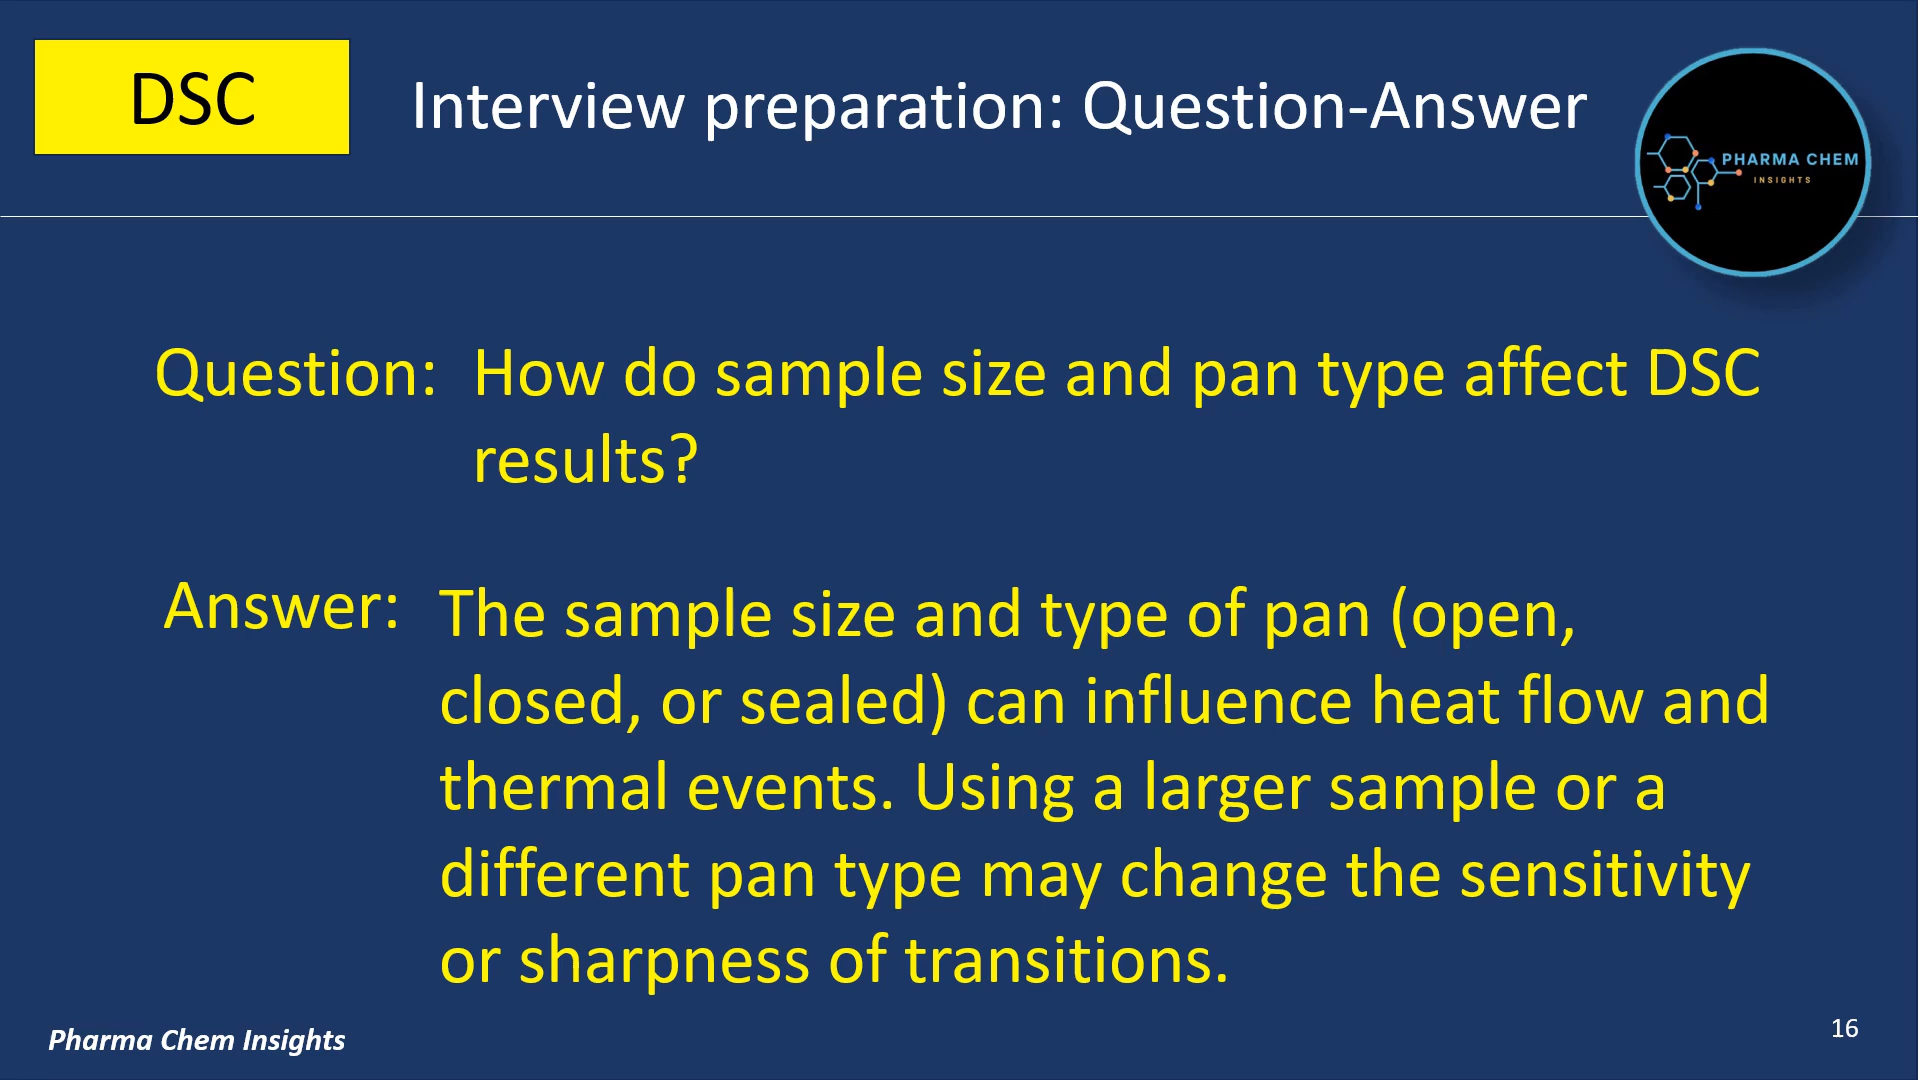 DSC
Interview preparation: Question-Answer
PHARMA CHEM
INSIGHTS
Question: How do sample size and pan type affect DSC
results?
Answer: The sample size and type of pan (open,
closed, or sealed) can influence heat flow and
thermal events. Using a larger sample or a
different pan type may change the sensitivity
or sharpness of transitions.
Pharma Chem Insights
16